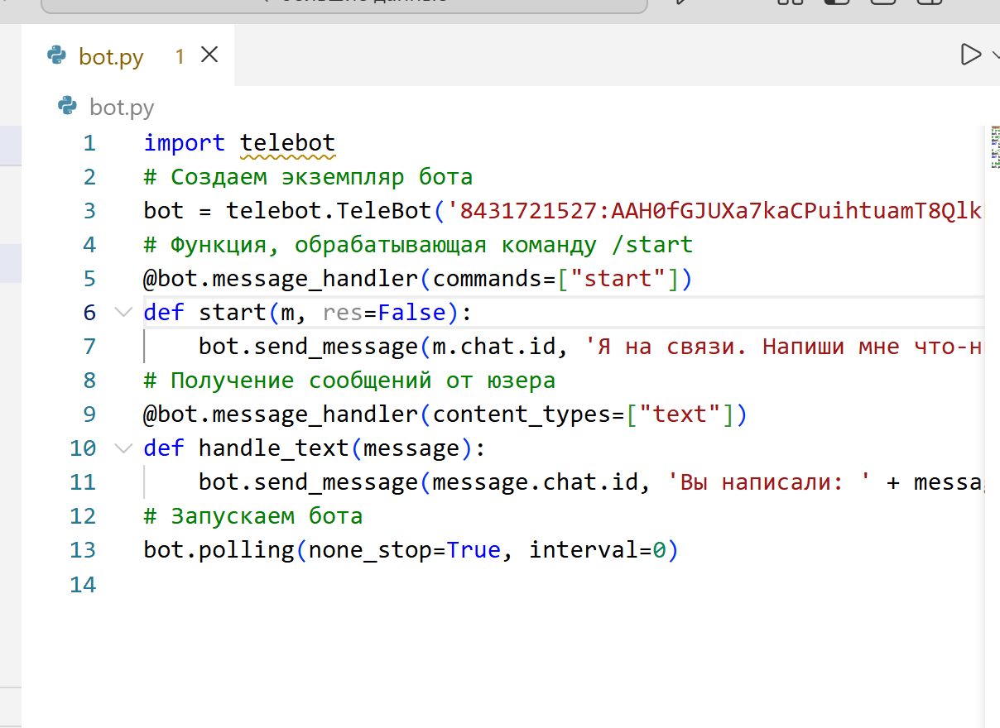 bot.py 1
bot.py
1 import telebot
2 # Создаем экземпляр бота
3 bot = telebot.TeleBot('8431721527:AAH0fGJUXa7kaCPuihtuamT8Qlk
4 # Функция, обрабатывающая команду /start
5 @bot.message_handler(commands=["start"])
6 def start(m, res=False):
7 bot.send_message(m.chat.id, 'Я на связи. Напиши мне что-н
8 # Получение сообщений от юзера
9 @bot.message_handler(content_types=["text"])
10 def handle_text(message):
11 bot.send_message(message.chat.id, 'Вы написали: ' + messa
12 # Запускаем бота
13 bot.polling(none_stop=True, interval=0)
14